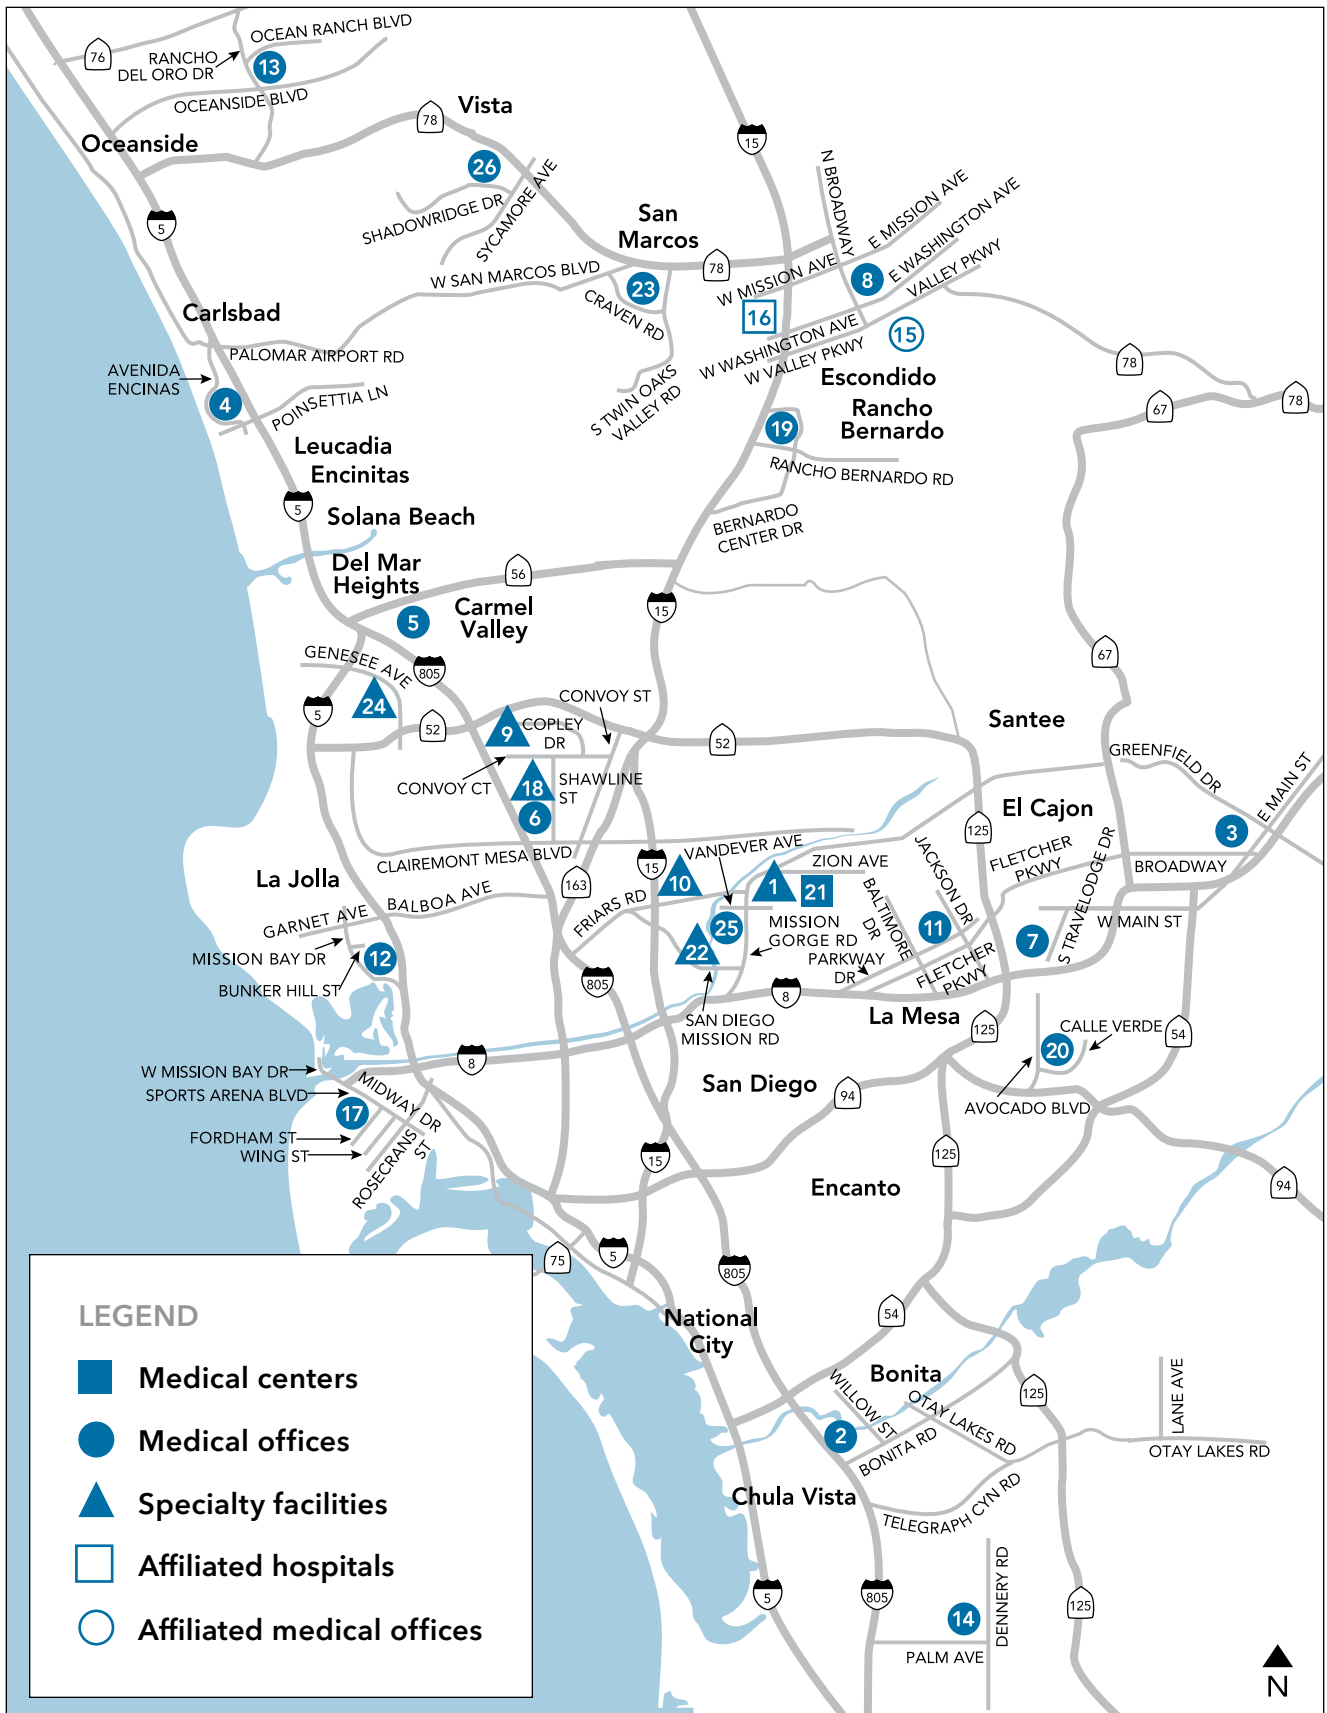 OCEAN RANCH BLVD
76
RANCHO
DEL ORO DR
13
OCEANSIDE BLVD
Vista
78
Oceanside
15
26
N BROADWAY
E MISSION AVE
SHADOWRIDGE DR
SYCAMORE AVE
E WASHINGTON AVE
5
San
Marcos
VALLEY PKWY
W SAN MARCOS BLVD
78
W MISSION AVE
8
23
CRAVEN RD
16
15
Carlsbad
W WASHINGTON AVE
W VALLEY PKWY
PALOMAR AIRPORT RD
78
AVENIDA
ENCINAS
Escondido
4
POINSETTIA LN
S TWIN OAKS
VALLEY RD
67
78
Rancho
Bernardo
19
Leucadia
Encinitas
RANCHO BERNARDO RD
5
Solana Beach
BERNARDO
CENTER DR
Del Mar
Heights
56
15
5
Carmel
Valley
GENESEE AVE
805
67
24
CONVOY ST
5
52
9
COPLEY
DR
52
Santee
GREENFIELD DR
E MAIN ST
CONVOY CT
18
SHAWLINE
ST
6
El Cajon
125
3
CLAIREMONT MESA BLVD
VANDEVER AVE
JACKSON DR
FLETCHER
PKWY
S TRAVELODGE DR
BROADWAY
15
ZION AVE
La Jolla
163
10
1
21
BALTIMORE
DR
BALBOA AVE
GARNET AVE
FRIARS RD
25
MISSION
GORGE RD
11
W MAIN ST
7
MISSION BAY DR
12
22
PARKWAY
DR
FLETCHER
PKWY
BUNKER HILL ST
805
8
SAN DIEGO
MISSION RD
La Mesa
125
CALLE VERDE
54
20
8
W MISSION BAY DR
San Diego
SPORTS ARENA BLVD
MIDWAY DR
94
AVOCADO BLVD
17
FORDHAM ST
WING ST
ROSECRANS
ST
15
125
Encanto
94
75
5
805
LEGEND
National
City
54
Medical centers
Bonita
WILLOW ST
OTAY LAKES RD
125
LANE AVE
Medical offices
2
BONITA RD
OTAY LAKES RD
Specialty facilities
Chula Vista
TELEGRAPH CYN RD
Affiliated hospitals
DENNERY RD
5
805
125
14
Affiliated medical offices
PALM AVE
N